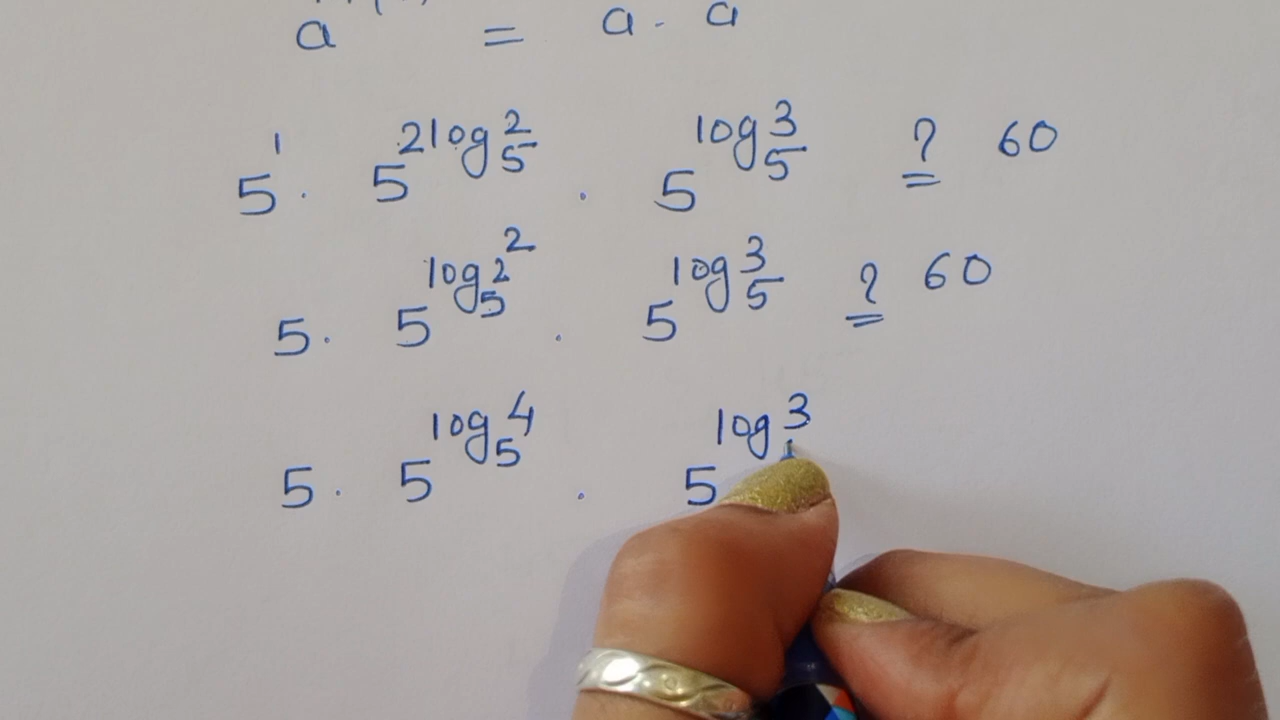 a = a . a
5¹ . 5^(2log₅2) . 5^(log₅3) ? 60
5 . 5^(log₅2²) . 5^(log₅3) ? 60
5 . 5^(log₅4) . 5^(log 3)